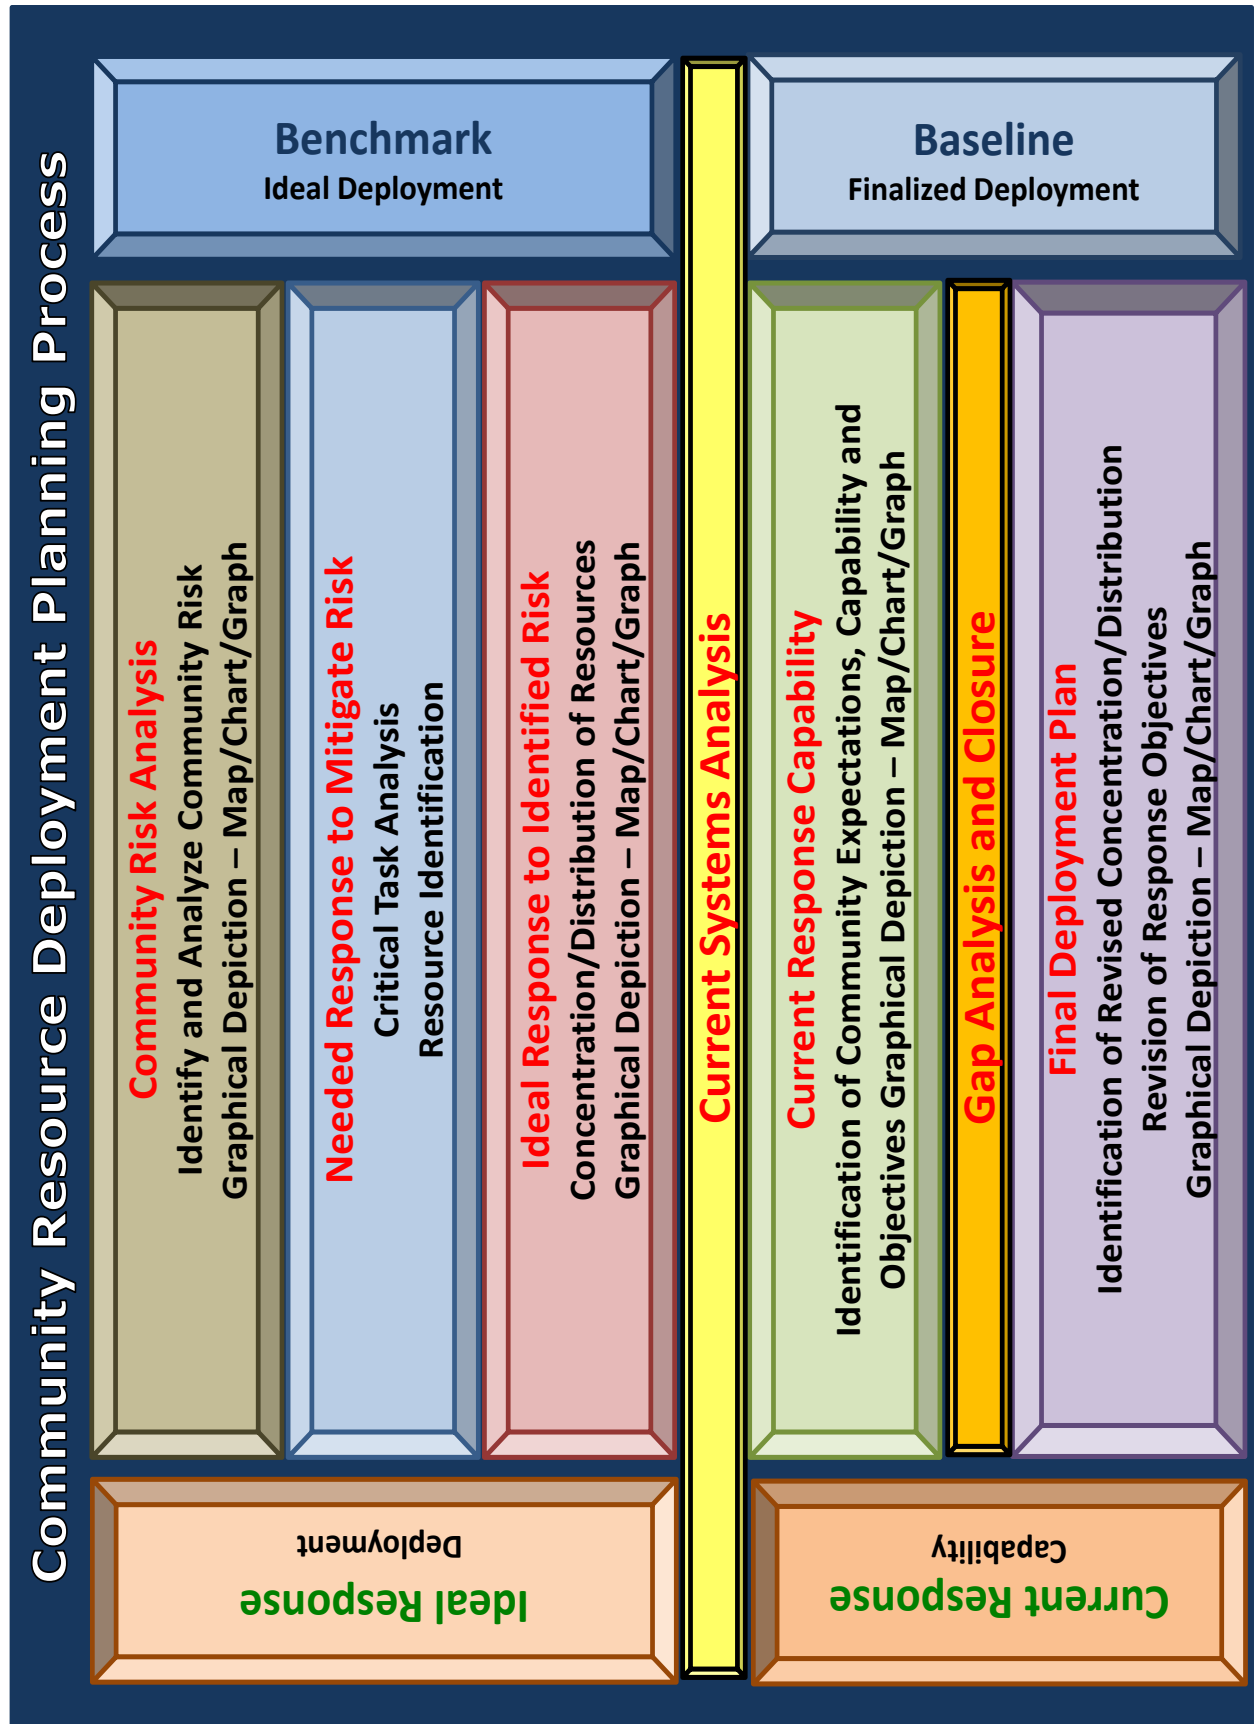 Community Resource Deployment Planning Process
Ideal Response
Deployment
Community Risk Analysis
Identify and Analyze Community Risk
Graphical Depiction – Map/Chart/Graph
Needed Response to Mitigate Risk
Critical Task Analysis
Resource Identification
Ideal Response to Identified Risk
Concentration/Distribution of Resources
Graphical Depiction – Map/Chart/Graph
Benchmark
Ideal Deployment
Current Systems Analysis
Current Response
Capability
Current Response Capability
Identification of Community Expectations, Capability and
Objectives Graphical Depiction – Map/Chart/Graph
Gap Analysis and Closure
Final Deployment Plan
Identification of Revised Concentration/Distribution
Revision of Response Objectives
Graphical Depiction – Map/Chart/Graph
Baseline
Finalized Deployment